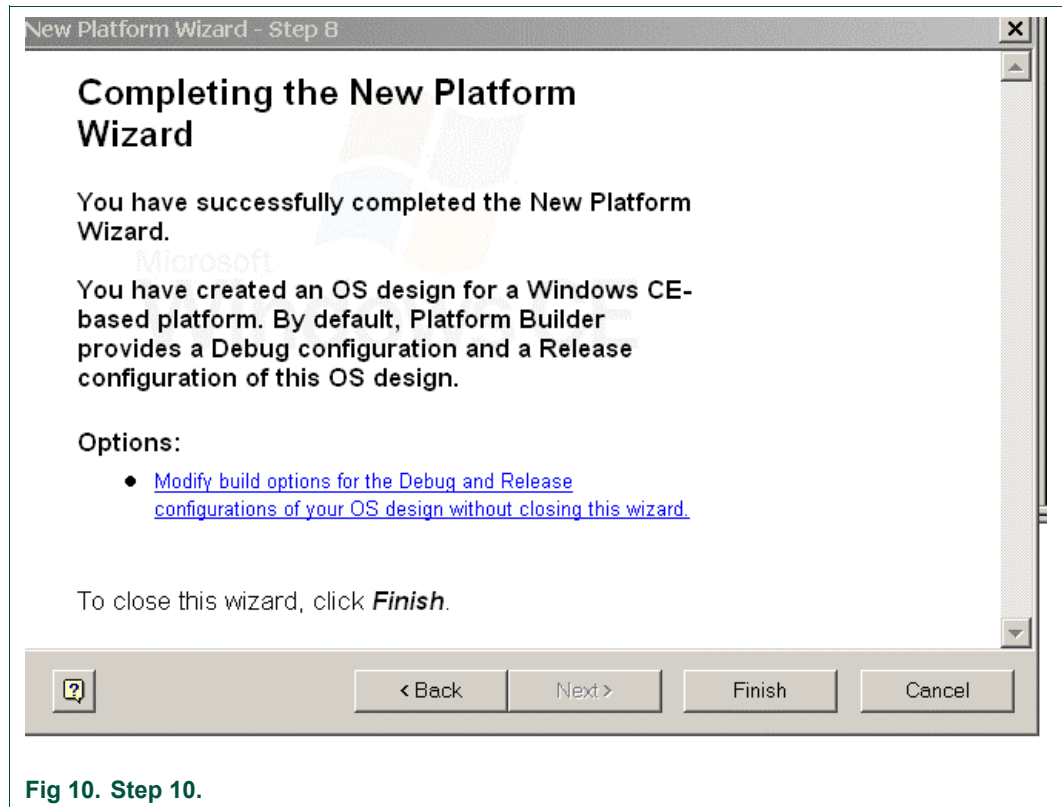 New Platform Wizard - Step 8
Completing the New Platform
Wizard
You have successfully completed the New Platform
Wizard.
Microsoft
Windows CE
You have created an OS design for a Windows CE-
based platform. By default, Platform Builder
provides a Debug configuration and a Release
configuration of this OS design.
Options:
• Modify build options for the Debug and Release
configurations of your OS design without closing this wizard.
To close this wizard, click Finish.
< Back Next > Finish Cancel
Fig 10. Step 10.